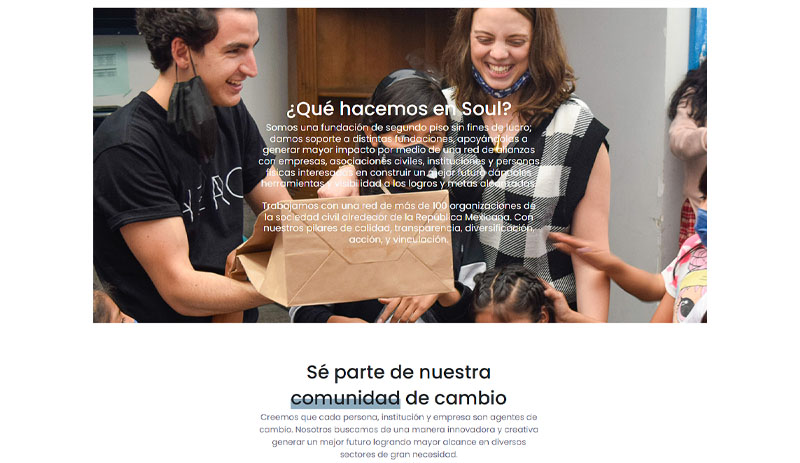 ¿Qué hacemos en Soul?
Somos una fundación de segundo piso sin fines de lucro;
damos soporte a distintas fundaciones, apoyándolas a
generar mayor impacto por medio de una red de alianzas
con empresas, asociaciones civiles, instituciones y personas
físicas interesadas en construir un mejor futuro dándoles
herramientas y visibilidad a los logros y metas alcanzadas.
Trabajamos con una red de más de 100 organizaciones de
la sociedad civil alrededor de la República Mexicana. Con
nuestros pilares de calidad, transparencia, diversificación,
acción, y vinculación.
Sé parte de nuestra
comunidad de cambio
Creemos que cada persona, institución y empresa son agentes de
cambio. Nosotros buscamos de una manera innovadora y creativa
generar un mejor futuro logrando mayor alcance en diversos
sectores de gran necesidad.